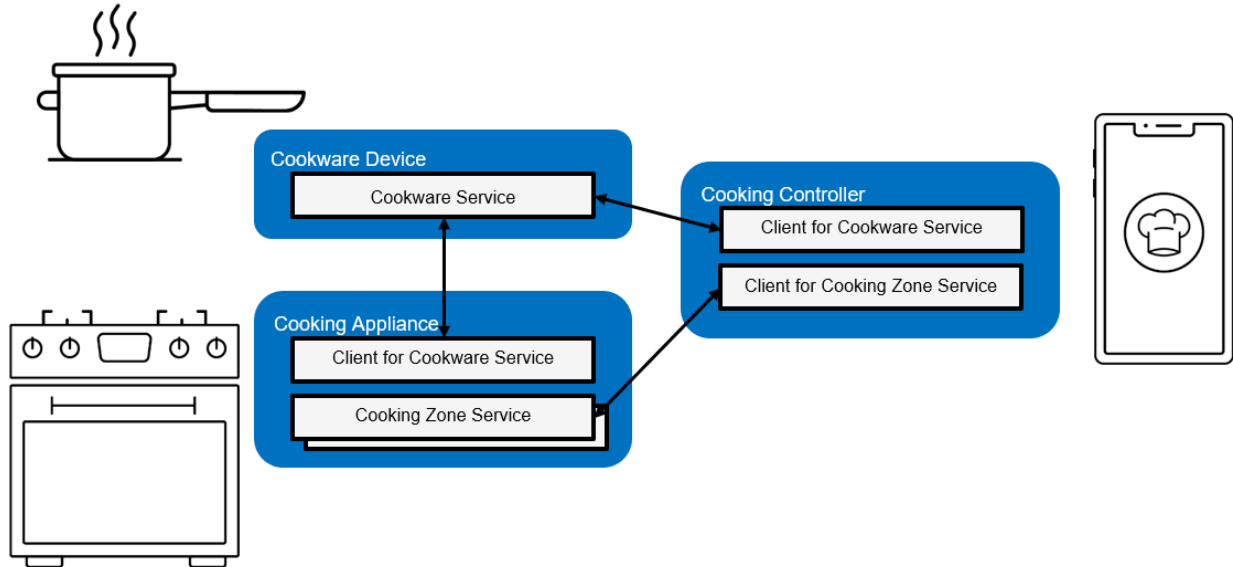 Cookware Device
Cookware Service
Cooking Controller
Client for Cookware Service
Client for Cooking Zone Service
Cooking Appliance
Client for Cookware Service
Cooking Zone Service